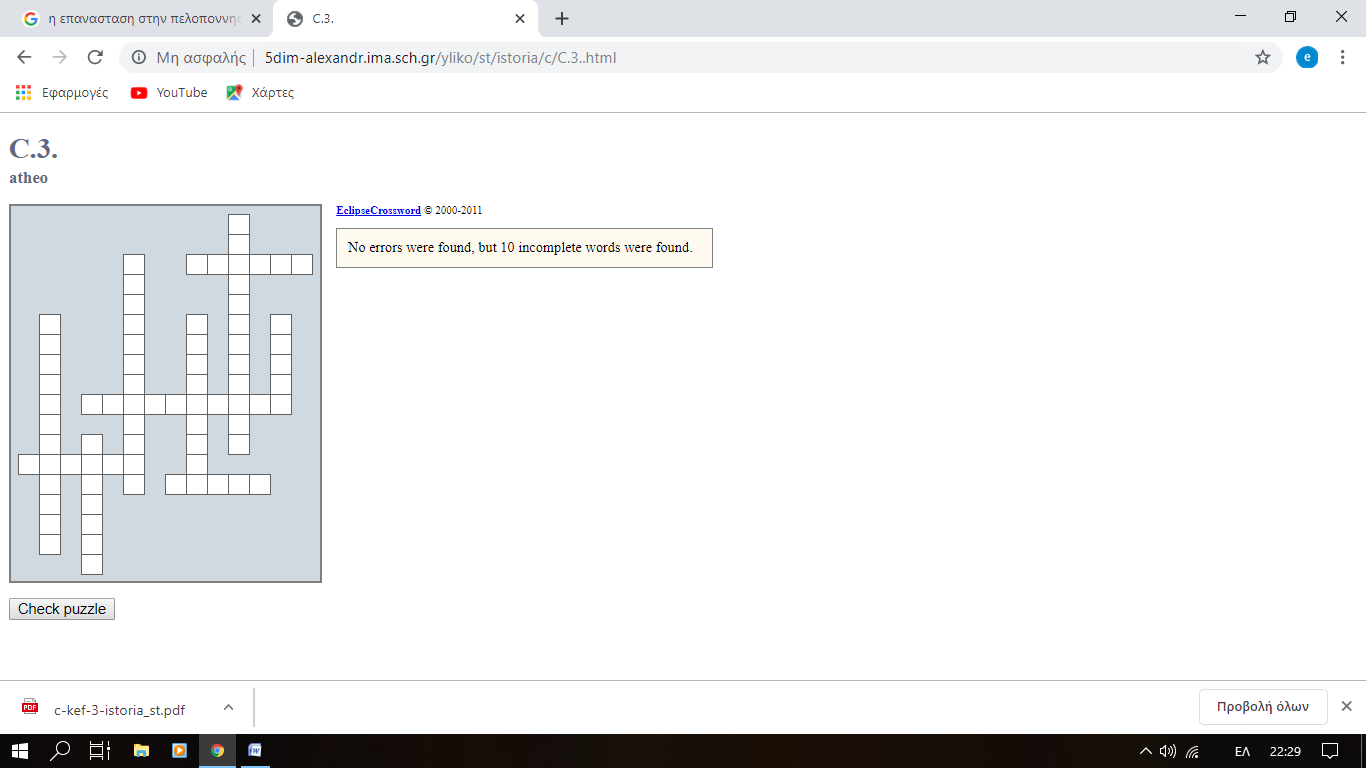 η επανασταση στην πελοποννησ
C.3.
Μη ασφαλής
5dim-alexandr.ima.sch.gr/yliko/st/istoria/c/C.3..html
e
Εφαρμογές
YouTube
Χάρτες
C.3.
atheo
EclipseCrossword © 2000-2011
No errors were found, but 10 incomplete words were found.
Check puzzle
PDF
c-kef-3-istoria_st.pdf
Προβολή όλων
ΕΛ
22:29